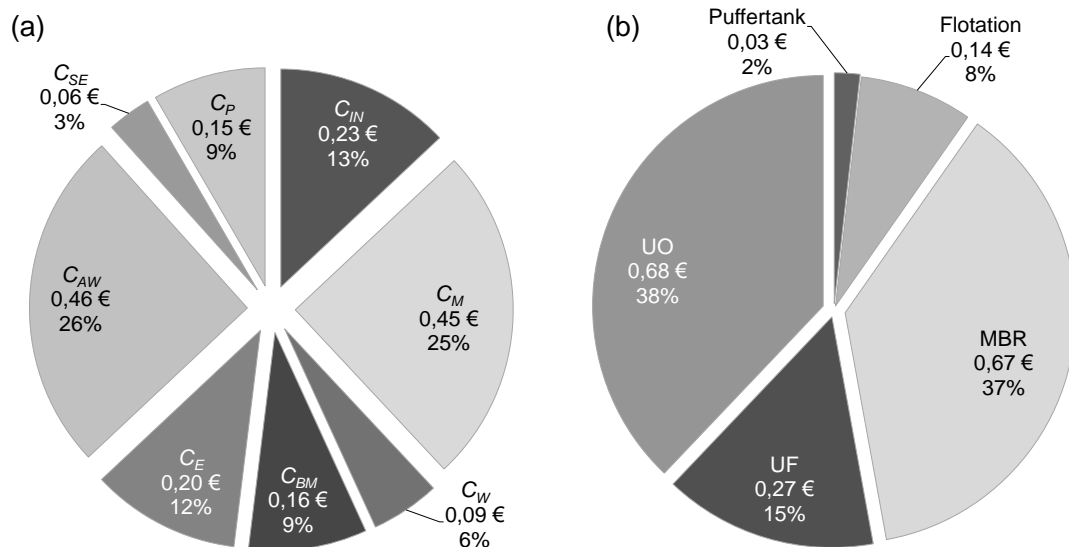 (a)
C_SE
0,06 €
3%
C_P
0,15 €
9%
C_IN
0,23 €
13%
C_AW
0,46 €
26%
C_M
0,45 €
25%
C_E
0,20 €
12%
C_BM
0,16 €
9%
C_W
0,09 €
6%
(b)
Puffertank
0,03 €
2%
Flotation
0,14 €
8%
UO
0,68 €
38%
MBR
0,67 €
37%
UF
0,27 €
15%